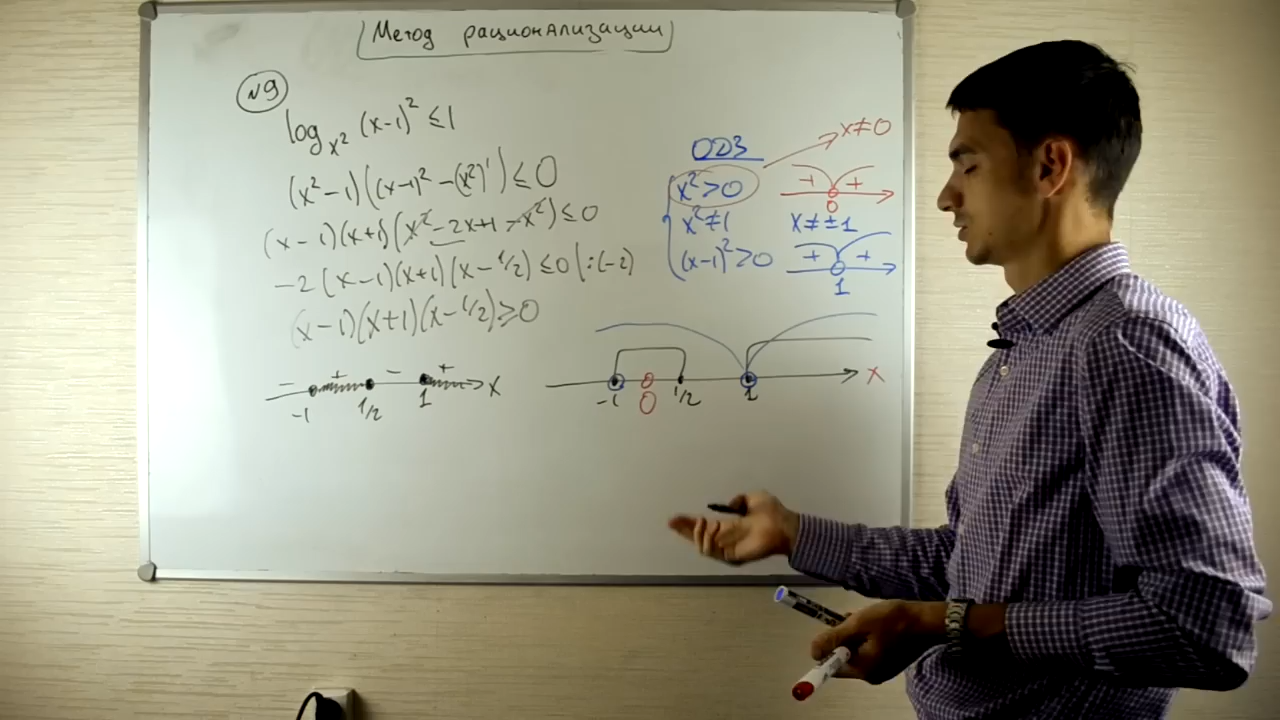 Метод рационализации
№9
log_{x²} (x-1)² ≤ 1
(x² - 1)((x-1)² - (x²)¹) ≤ 0
(x - 1)(x+1)(x² - 2x+1 - x²) ≤ 0
-2(x-1)(x+1)(x - 1/2) ≤ 0 |:(-2)
(x-1)(x+1)(x-1/2) ≥ 0
- + - +
-1 1/2 1 X
ОДЗ
x² > 0
x ≠ 0
+ +
0
x² ≠ 1
x ≠ ±1
(x-1)² > 0
+ +
1
-1 0 1/2 1 X